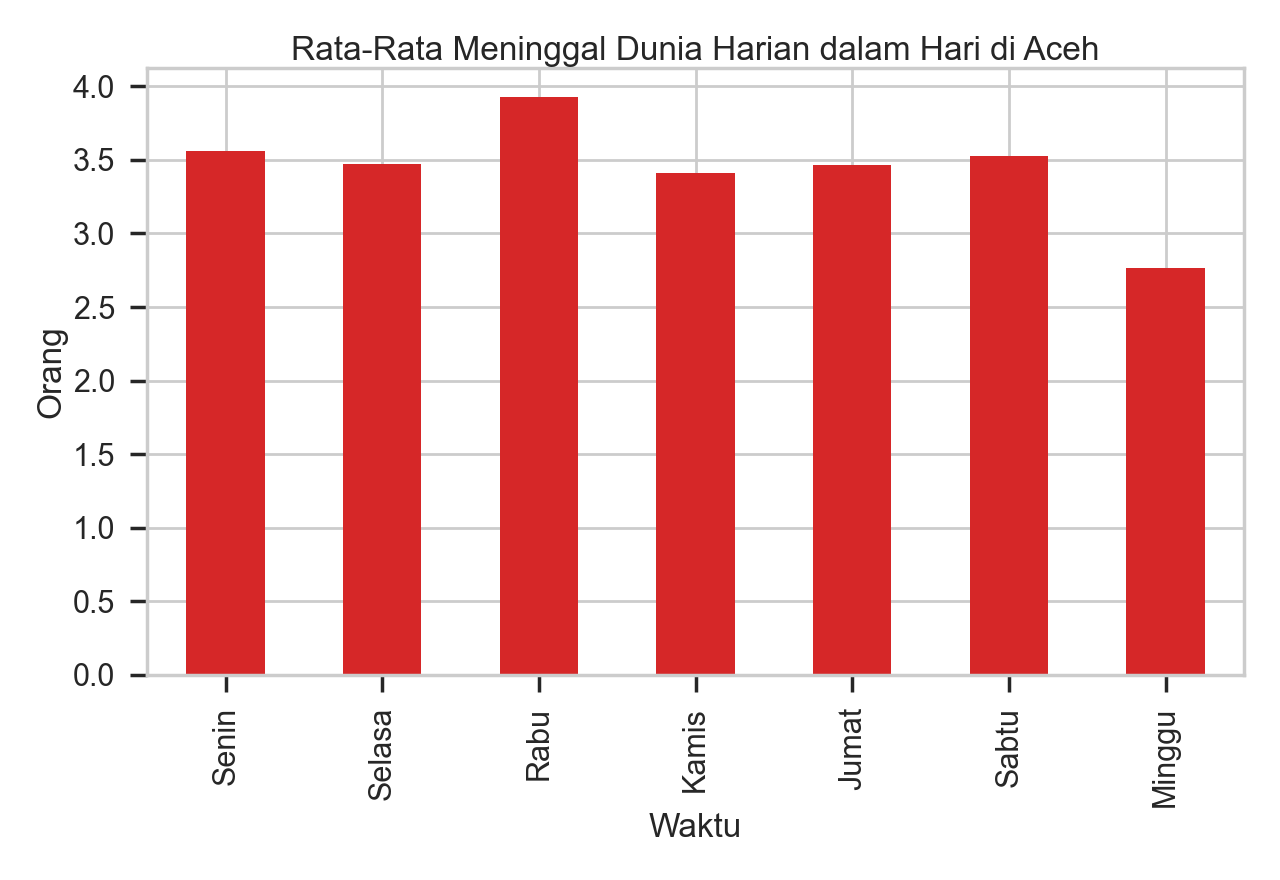 Rata-Rata Meninggal Dunia Harian dalam Hari di Aceh
4.0
3.5
3.0
2.5
2.0
1.5
1.0
0.5
0.0
Orang
Senin
Selasa
Rabu
Kamis
Jumat
Sabtu
Minggu
Waktu